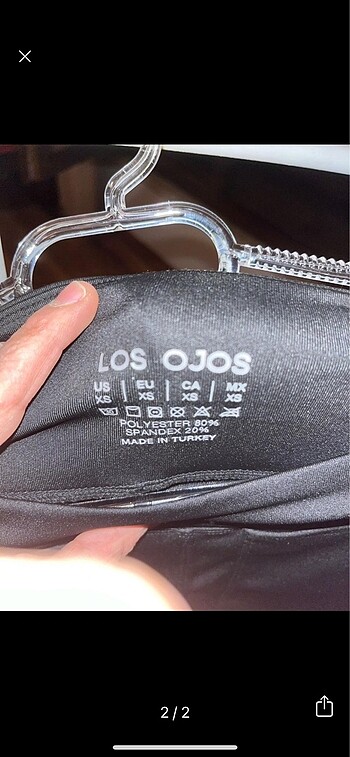 LOS OJOS
US | EU | CA | MX
XS | XS | XS | XS
POLYESTER 80%
SPANDEX 20%
MADE IN TURKEY
2/2